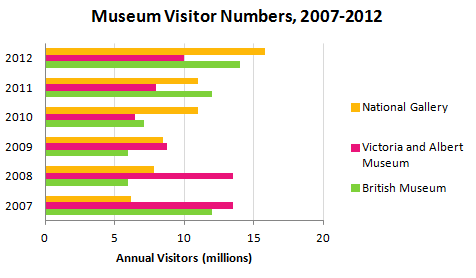 Museum Visitor Numbers, 2007-2012
2012
2011
2010
2009
2008
2007
0 5 10 15 20
Annual Visitors (millions)
National Gallery
Victoria and Albert
Museum
British Museum